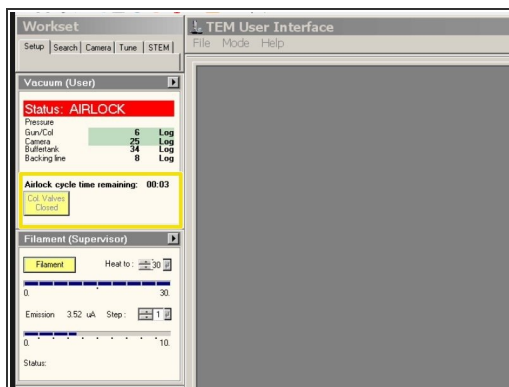 Workset
Setup Search Camera Tune STEM
Vacuum (User)
Status: AIRLOCK
Pressure
Gun/Col 6 Log
Camera 25 Log
Buffertank 34 Log
Backing line 8 Log
Airlock cycle time remaining: 00:03
Col. Valves
Closed
Filament (Supervisor)
Filament Heat to : 30
0. 30.
Emission 3.52 uA Step : 1
0. 10.
Status:
TEM User Interface
File Mode Help